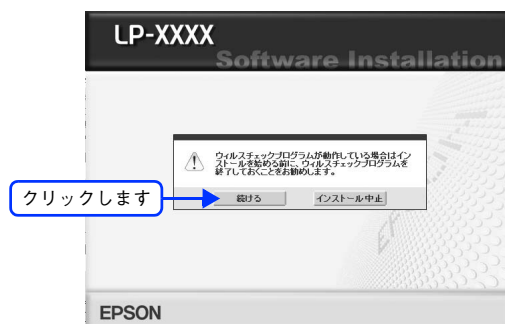 LP-XXXX
Software Installation
ウィルスチェックプログラムが動作している場合はイン
ストールを始める前に、ウィルスチェックプログラムを
終了しておくことをお勧めします。
クリックします
続ける
インストール中止
EPSON